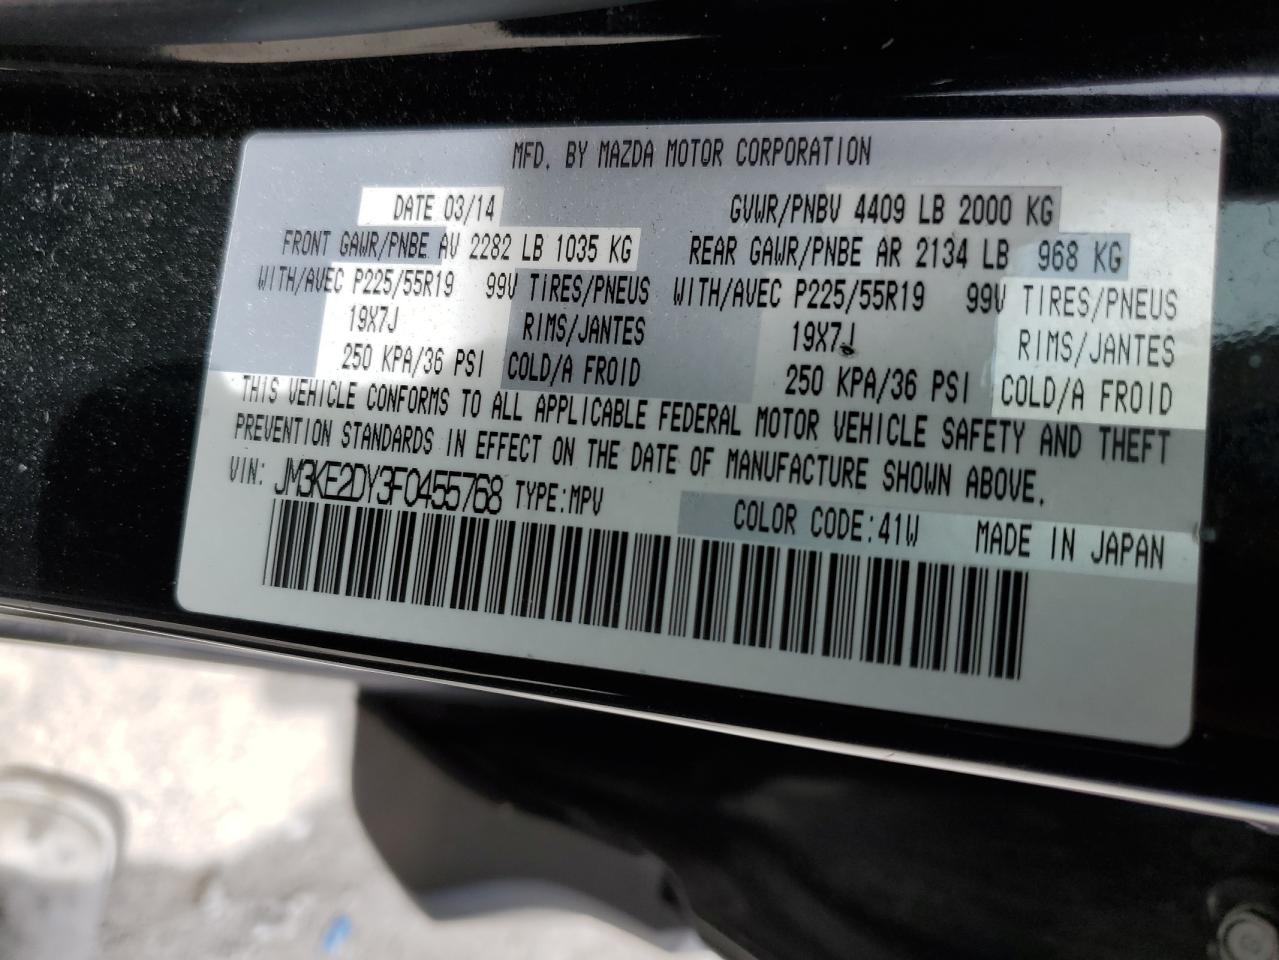 MFD. BY MAZDA MOTOR CORPORATION
DATE 03/14 GVWR/PNBV 4409 LB 2000 KG
FRONT GAWR/PNBE AV 2282 LB 1035 KG REAR GAWR/PNBE AR 2134 LB 968 KG
WITH/AVEC P225/55R19 99V TIRES/PNEUS WITH/AVEC P225/55R19 99V TIRES/PNEUS
19X7J RIMS/JANTES 19X7J RIMS/JANTES
250 KPA/36 PSI COLD/A FROID 250 KPA/36 PSI COLD/A FROID
THIS VEHICLE CONFORMS TO ALL APPLICABLE FEDERAL MOTOR VEHICLE SAFETY AND THEFT
PREVENTION STANDARDS IN EFFECT ON THE DATE OF MANUFACTURE SHOWN ABOVE.
VIN: JM3KE2DY3F0455768 TYPE:MPV
COLOR CODE:41W MADE IN JAPAN